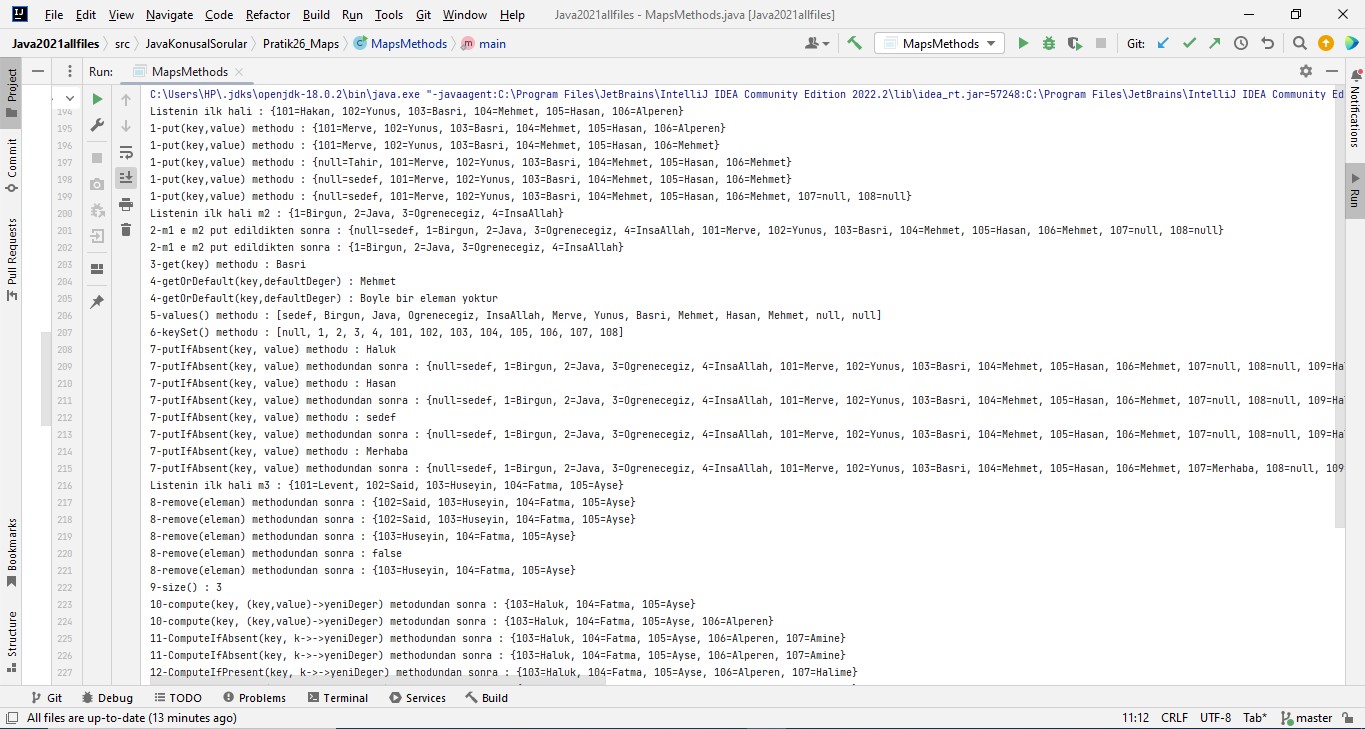 File Edit View Navigate Code Refactor Build Run Tools Git Window Help Java2021allfiles - MapsMethods.java [Java2021allfiles]
Java2021allfiles src JavaKonusalSorular Pratik26_Maps MapsMethods main MapsMethods Git:
Run: MapsMethods
C:\Users\HP\.jdks\openjdk-18.0.2\bin\java.exe "-javaagent:C:\Program Files\JetBrains\IntelliJ IDEA Community Edition 2022.2\lib\idea_rt.jar=57248:C:\Program Files\JetBrains\IntelliJ IDEA Community Ed
194 Listenin ilk hali : {101=Hakan, 102=Yunus, 103=Basri, 104=Mehmet, 105=Hasan, 106=Alperen}
195 1-put(key,value) methodu : {101=Merve, 102=Yunus, 103=Basri, 104=Mehmet, 105=Hasan, 106=Alperen}
196 1-put(key,value) methodu : {101=Merve, 102=Yunus, 103=Basri, 104=Mehmet, 105=Hasan, 106=Mehmet}
197 1-put(key,value) methodu : {null=Tahir, 101=Merve, 102=Yunus, 103=Basri, 104=Mehmet, 105=Hasan, 106=Mehmet}
198 1-put(key,value) methodu : {null=sedef, 101=Merve, 102=Yunus, 103=Basri, 104=Mehmet, 105=Hasan, 106=Mehmet}
199 1-put(key,value) methodu : {null=sedef, 101=Merve, 102=Yunus, 103=Basri, 104=Mehmet, 105=Hasan, 106=Mehmet, 107=null, 108=null}
200 Listenin ilk hali m2 : {1=Birgun, 2=Java, 3=Ogrenecegiz, 4=InsaAllah}
201 2-m1 e m2 put edildikten sonra : {null=sedef, 1=Birgun, 2=Java, 3=Ogrenecegiz, 4=InsaAllah, 101=Merve, 102=Yunus, 103=Basri, 104=Mehmet, 105=Hasan, 106=Mehmet, 107=null, 108=null}
202 2-m1 e m2 put edildikten sonra : {1=Birgun, 2=Java, 3=Ogrenecegiz, 4=InsaAllah}
203 3-get(key) methodu : Basri
204 4-getOrDefault(key,defaultDeger) : Mehmet
205 4-getOrDefault(key,defaultDeger) : Boyle bir eleman yoktur
206 5-values() methodu : [sedef, Birgun, Java, Ogrenecegiz, InsaAllah, Merve, Yunus, Basri, Mehmet, Hasan, Mehmet, null, null]
207 6-keySet() methodu : [null, 1, 2, 3, 4, 101, 102, 103, 104, 105, 106, 107, 108]
208 7-putIfAbsent(key, value) methodu : Haluk
209 7-putIfAbsent(key, value) methodundan sonra : {null=sedef, 1=Birgun, 2=Java, 3=Ogrenecegiz, 4=InsaAllah, 101=Merve, 102=Yunus, 103=Basri, 104=Mehmet, 105=Hasan, 106=Mehmet, 107=null, 108=null, 109=Hal
210 7-putIfAbsent(key, value) methodu : Hasan
211 7-putIfAbsent(key, value) methodundan sonra : {null=sedef, 1=Birgun, 2=Java, 3=Ogrenecegiz, 4=InsaAllah, 101=Merve, 102=Yunus, 103=Basri, 104=Mehmet, 105=Hasan, 106=Mehmet, 107=null, 108=null, 109=Hal
212 7-putIfAbsent(key, value) methodu : sedef
213 7-putIfAbsent(key, value) methodundan sonra : {null=sedef, 1=Birgun, 2=Java, 3=Ogrenecegiz, 4=InsaAllah, 101=Merve, 102=Yunus, 103=Basri, 104=Mehmet, 105=Hasan, 106=Mehmet, 107=null, 108=null, 109=Hal
214 7-putIfAbsent(key, value) methodu : Merhaba
215 7-putIfAbsent(key, value) methodundan sonra : {null=sedef, 1=Birgun, 2=Java, 3=Ogrenecegiz, 4=InsaAllah, 101=Merve, 102=Yunus, 103=Basri, 104=Mehmet, 105=Hasan, 106=Mehmet, 107=Merhaba, 108=null, 109
216 Listenin ilk hali m3 : {101=Levent, 102=Said, 103=Huseyin, 104=Fatma, 105=Ayse}
217 8-remove(eleman) methodundan sonra : {102=Said, 103=Huseyin, 104=Fatma, 105=Ayse}
218 8-remove(eleman) methodundan sonra : {102=Said, 103=Huseyin, 104=Fatma, 105=Ayse}
219 8-remove(eleman) methodundan sonra : {103=Huseyin, 104=Fatma, 105=Ayse}
220 8-remove(eleman) methodundan sonra : false
221 8-remove(eleman) methodundan sonra : {103=Huseyin, 104=Fatma, 105=Ayse}
222 9-size() : 3
223 10-compute(key, (key,value)->yeniDeger) metodundan sonra : {103=Haluk, 104=Fatma, 105=Ayse}
224 10-compute(key, (key,value)->yeniDeger) metodundan sonra : {103=Haluk, 104=Fatma, 105=Ayse, 106=Alperen}
225 11-ComputeIfAbsent(key, k->->yeniDeger) methodundan sonra : {103=Haluk, 104=Fatma, 105=Ayse, 106=Alperen, 107=Amine}
226 11-ComputeIfAbsent(key, k->->yeniDeger) methodundan sonra : {103=Haluk, 104=Fatma, 105=Ayse, 106=Alperen, 107=Amine}
227 12-ComputeIfPresent(key, k->->yeniDeger) methodundan sonra : {103=Haluk, 104=Fatma, 105=Ayse, 106=Alperen, 107=Halime}
Project
Commit
Pull Requests
Bookmarks
Structure
Notifications
Run
Git Debug TODO Problems Terminal Services Build
All files are up-to-date (13 minutes ago) 11:12 CRLF UTF-8 Tab* master